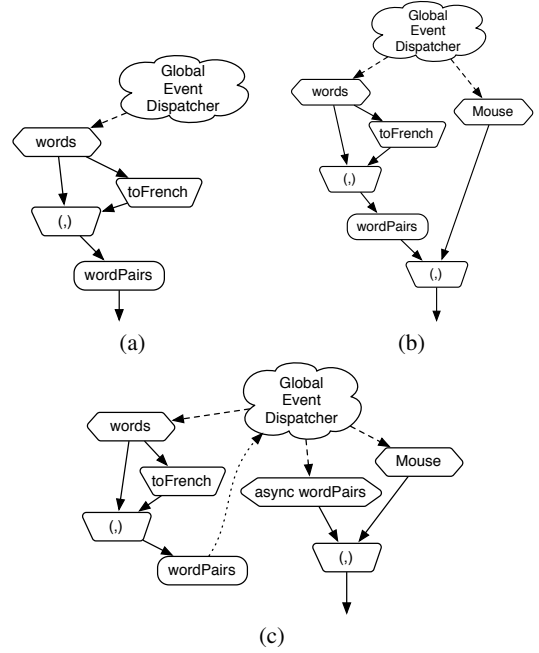 Global
Event
Dispatcher
words
toFrench
(,)
wordPairs
(a)
Global
Event
Dispatcher
words
Mouse
toFrench
(,)
wordPairs
(,)
(b)
Global
Event
Dispatcher
words
Mouse
toFrench
async wordPairs
(,)
(,)
wordPairs
(c)